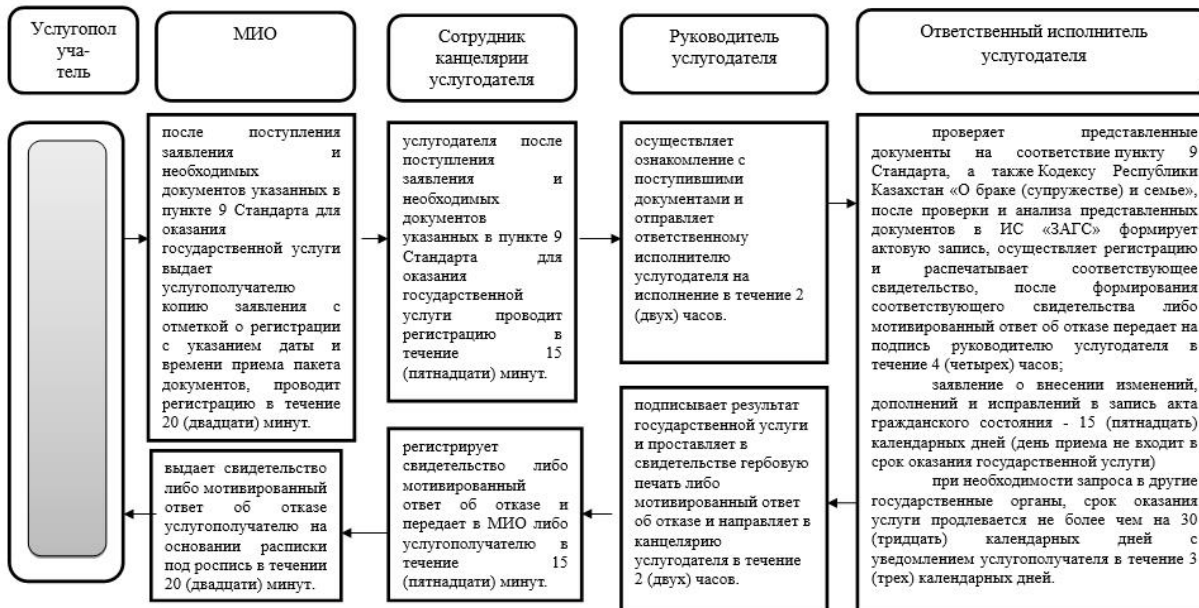 Услугопол
уча-
тель
МИО
Сотрудник
канцелярии
услугодателя
Руководитель
услугодателя
Ответственный исполнитель
услугодателя
после поступления
заявления и
необходимых
документов указанных в
пункте 9 Стандарта для
оказания
государственной услуги
выдает
услугополучателю
копию заявления с
отметкой о регистрации
с указанием даты и
времени приема пакета
документов, проводит
регистрацию в течение
20 (двадцати) минут.
услугодателя после
поступления
заявления и
необходимых
документов
указанных в пункте 9
Стандарта для
оказания
государственной
услуги проводит
регистрацию в
течение 15
(пятнадцати) минут.
осуществляет
ознакомление с
поступившими
документами и
отправляет
ответственному
исполнителю
услугодателя на
исполнение в течение 2
(двух) часов.
проверяет представленные
документы на соответствие пункту 9
Стандарта, а также Кодексу Республики
Казахстан «О браке (супружестве) и семье»,
после проверки и анализа представленных
документов в ИС «ЗАГС» формирует
актовую запись, осуществляет регистрацию
и распечатывает соответствующее
свидетельство, после формирования
соответствующего свидетельства либо
мотивированный ответ об отказе передает на
подпись руководителю услугодателя в
течение 4 (четырех) часов;
заявление о внесении изменений,
дополнений и исправлений в запись акта
гражданского состояния - 15 (пятнадцать)
календарных дней (день приема не входит в
срок оказания государственной услуги)
при необходимости запроса в другие
государственные органы, срок оказания
услуги продлевается не более чем на 30
(тридцать) календарных дней с
уведомлением услугополучателя в течение 3
(трех) календарных дней.
подписывает результат
государственной услуги
и проставляет в
свидетельстве гербовую
печать либо
мотивированный ответ
об отказе и направляет в
канцелярию
услугодателя в течение
2 (двух) часов.
регистрирует
свидетельство либо
мотивированный
ответ об отказе и
передает в МИО либо
услугополучателю в
течение 15
(пятнадцати) минут.
выдает свидетельство
либо мотивированный
ответ об отказе
услугополучателю на
основании расписки
под роспись в течении
20 (двадцати) минут.